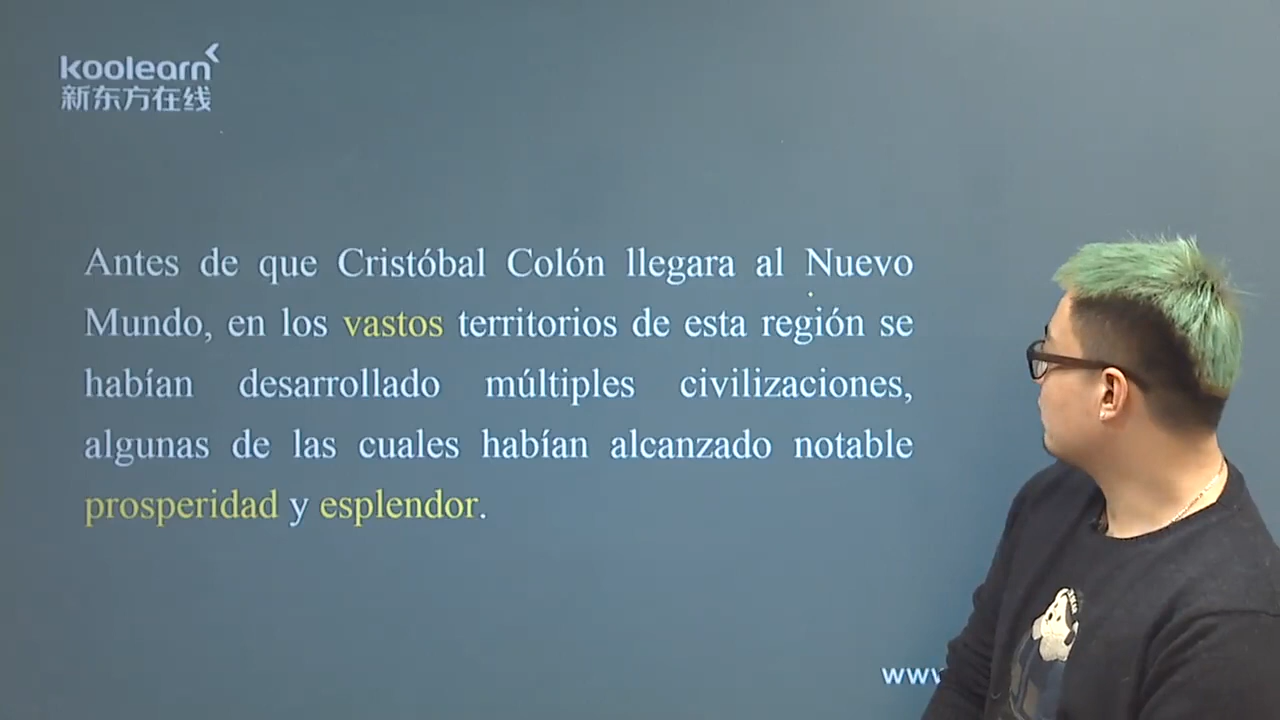 koolearn
新东方在线
Antes de que Cristóbal Colón llegara al Nuevo
Mundo, en los vastos territorios de esta región se
habían desarrollado múltiples civilizaciones,
algunas de las cuales habían alcanzado notable
prosperidad y esplendor.
www